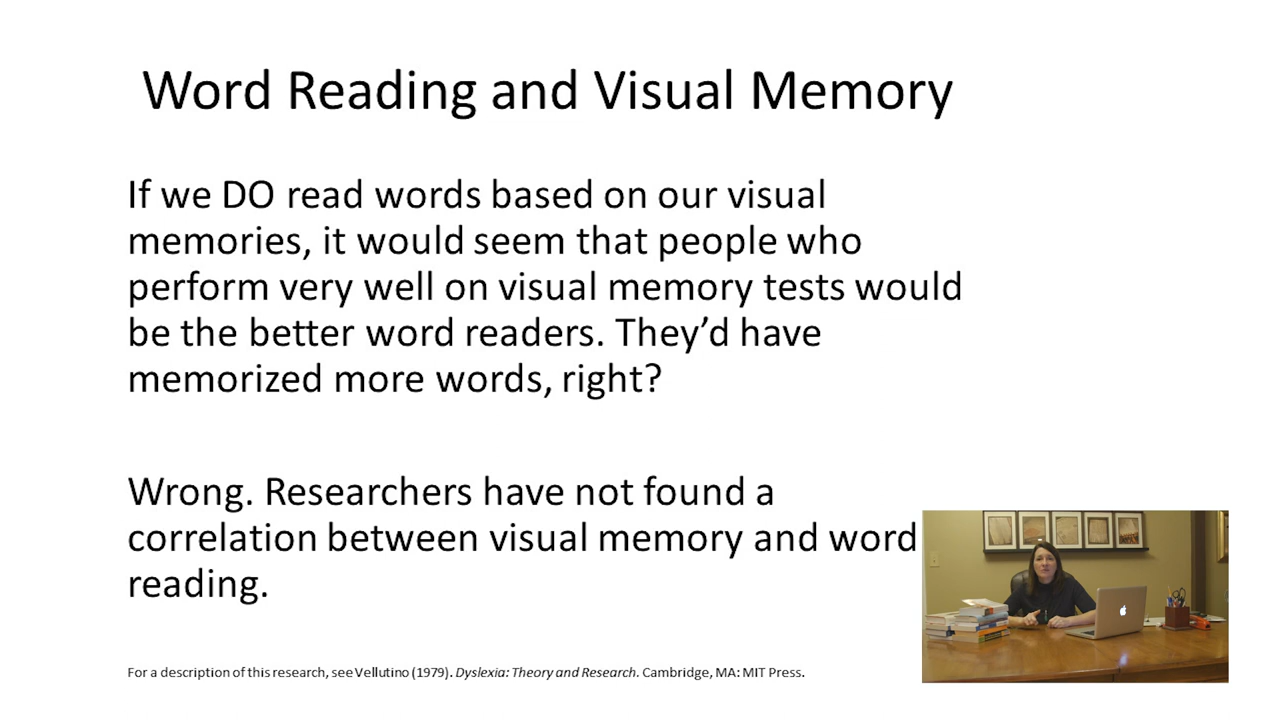 Word Reading and Visual Memory
If we DO read words based on our visual
memories, it would seem that people who
perform very well on visual memory tests would
be the better word readers. They’d have
memorized more words, right?
Wrong. Researchers have not found a
correlation between visual memory and word
reading.
For a description of this research, see Vellutino (1979). Dyslexia: Theory and Research. Cambridge, MA: MIT Press.